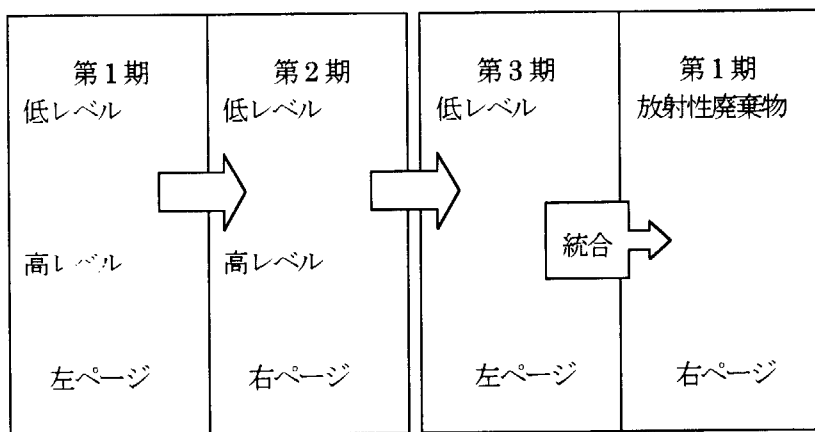 第1期
低レベル
高レベル
左ページ
第2期
低レベル
高レベル
右ページ
第3期
低レベル
統合
左ページ
第1期
放射性廃棄物
右ページ